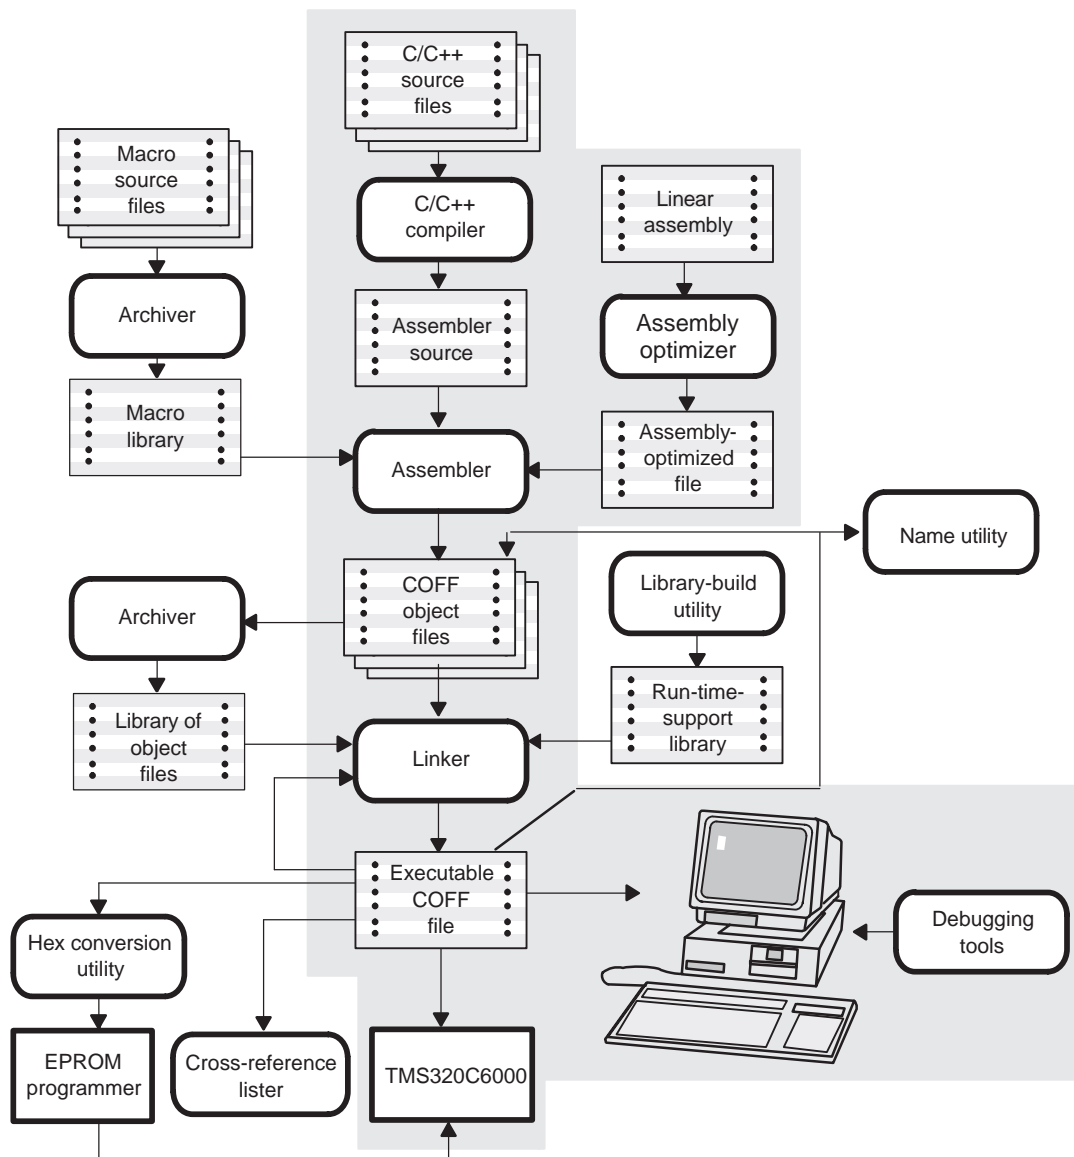 C/C++
source
files
Macro
source
files
C/C++
compiler
Linear
assembly
Archiver
Assembler
source
Assembly
optimizer
Macro
library
Assembly-
optimized
file
Assembler
Name utility
COFF
object
files
Library-build
utility
Archiver
Library of
object
files
Run-time-
support
library
Linker
Executable
COFF
file
Debugging
tools
Hex conversion
utility
EPROM
programmer
Cross-reference
lister
TMS320C6000